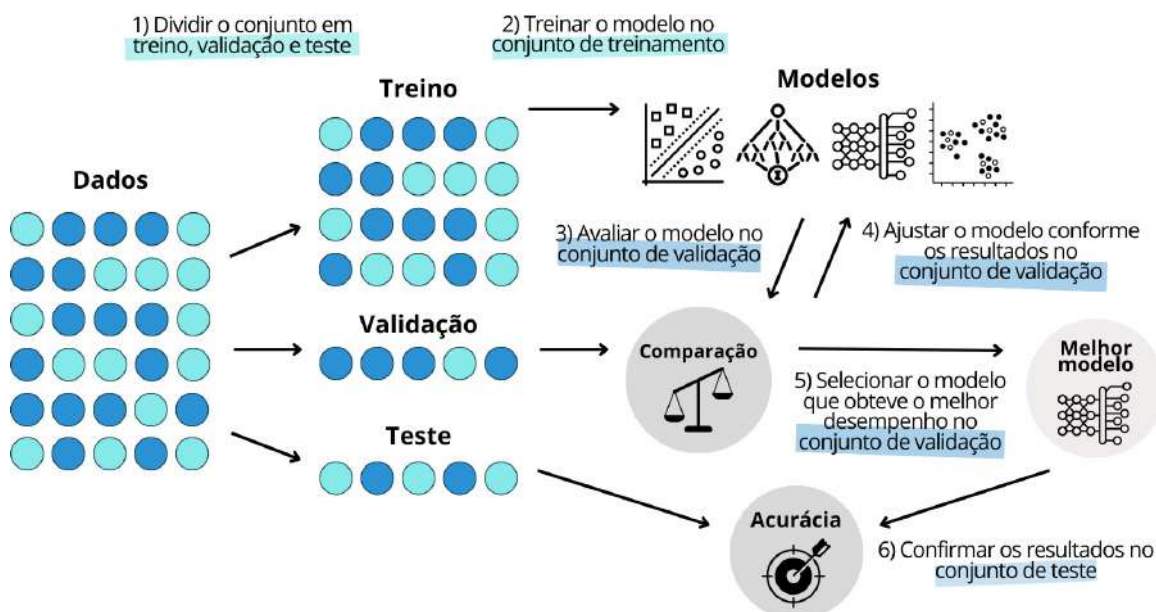 1) Dividir o conjunto em
treino, validação e teste
2) Treinar o modelo no
conjunto de treinamento
Dados
Treino
Modelos
3) Avaliar o modelo no
conjunto de validação
4) Ajustar o modelo conforme
os resultados no
conjunto de validação
Validação
Comparação
Melhor
modelo
5) Selecionar o modelo
que obteve o melhor
desempenho no
conjunto de validação
Teste
Acurácia
6) Confirmar os resultados no
conjunto de teste